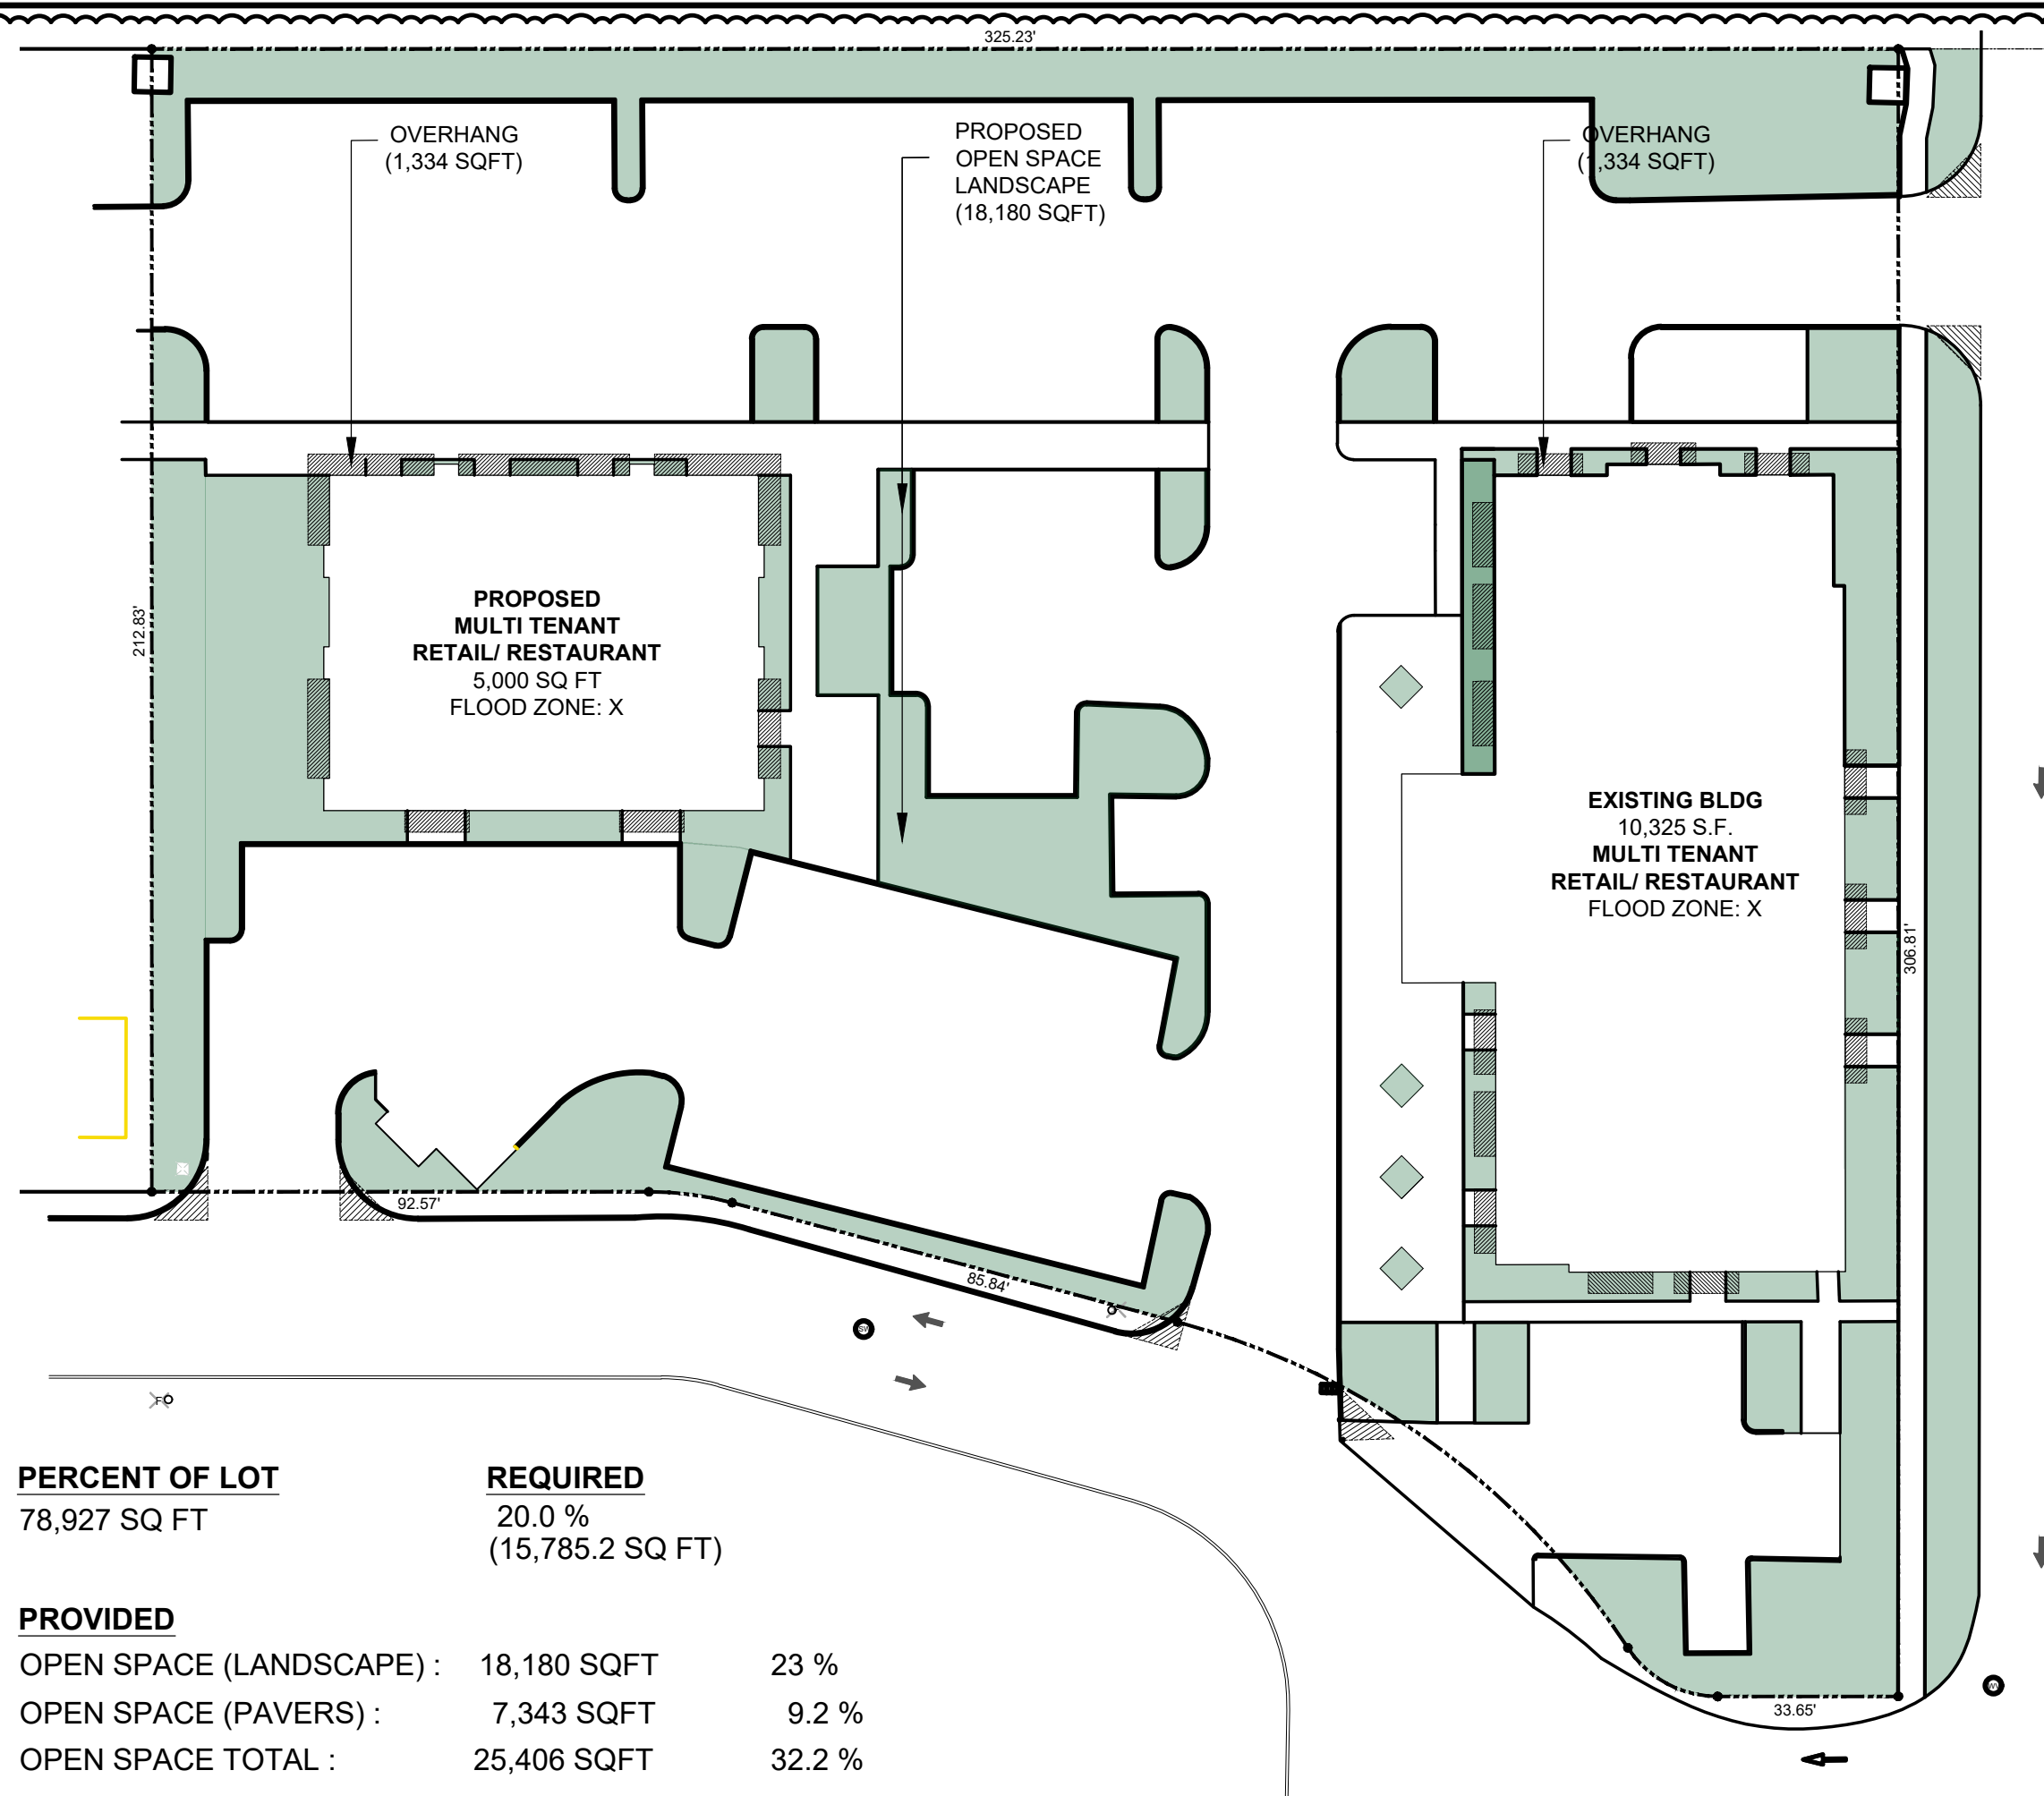 325.23'
OVERHANG
(1,334 SQFT)
PROPOSED
OPEN SPACE
LANDSCAPE
(18,180 SQFT)
OVERHANG
(1,334 SQFT)
212.83'
PROPOSED
MULTI TENANT
RETAIL/ RESTAURANT
5,000 SQ FT
FLOOD ZONE: X
EXISTING BLDG
10,325 S.F.
MULTI TENANT
RETAIL/ RESTAURANT
FLOOD ZONE: X
306.81'
92.57'
85.84'
33.65'
PERCENT OF LOT
78,927 SQ FT
REQUIRED
20.0 %
(15,785.2 SQ FT)
PROVIDED
OPEN SPACE (LANDSCAPE) : 18,180 SQFT 23 %
OPEN SPACE (PAVERS) : 7,343 SQFT 9.2 %
OPEN SPACE TOTAL : 25,406 SQFT 32.2 %